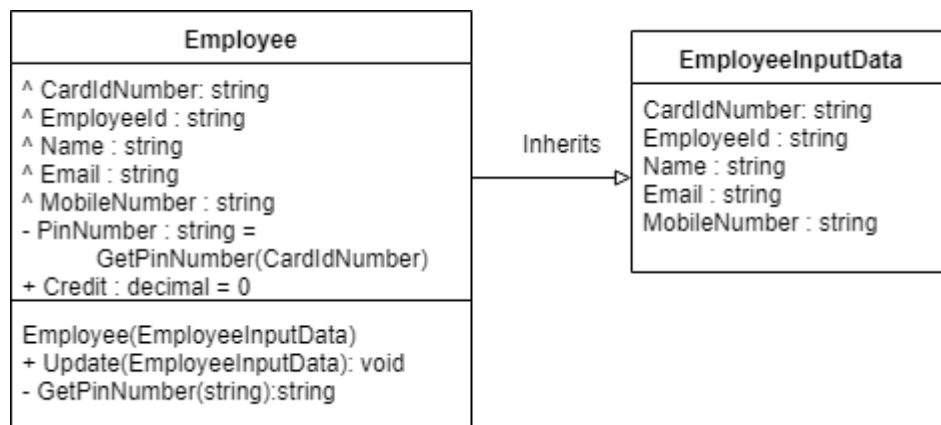 Employee
^ CardIdNumber: string
^ EmployeeId : string
^ Name : string
^ Email : string
^ MobileNumber : string
- PinNumber : string =
GetPinNumber(CardIdNumber)
+ Credit : decimal = 0
Employee(EmployeeInputData)
+ Update(EmployeeInputData): void
- GetPinNumber(string):string
Inherits
EmployeeInputData
CardIdNumber: string
EmployeeId : string
Name : string
Email : string
MobileNumber : string